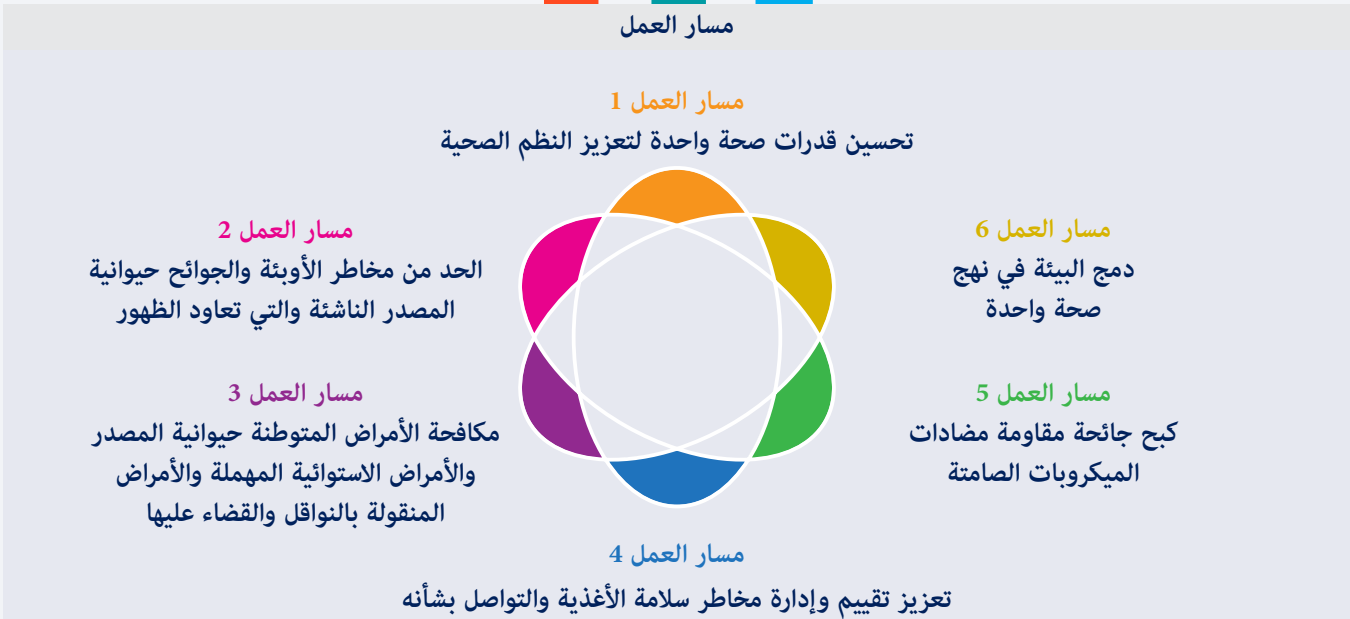 مسار العمل
مسار العمل 1
تحسين قدرات صحة واحدة لتعزيز النظم الصحية
مسار العمل 2
الحد من مخاطر الأوبئة والجوائح حيوانية
المصدر الناشئة والتي تعاود الظهور
مسار العمل 3
مكافحة الأمراض المتوطنة حيوانية المصدر
والأمراض الاستوائية المهملة والأمراض
المنقولة بالنواقل والقضاء عليها
مسار العمل 4
تعزيز تقييم وإدارة مخاطر سلامة الأغذية والتواصل بشأنه
مسار العمل 5
كبح جائحة مقاومة مضادات
الميكروبات الصامتة
مسار العمل 6
دمج البيئة في نهج
صحة واحدة